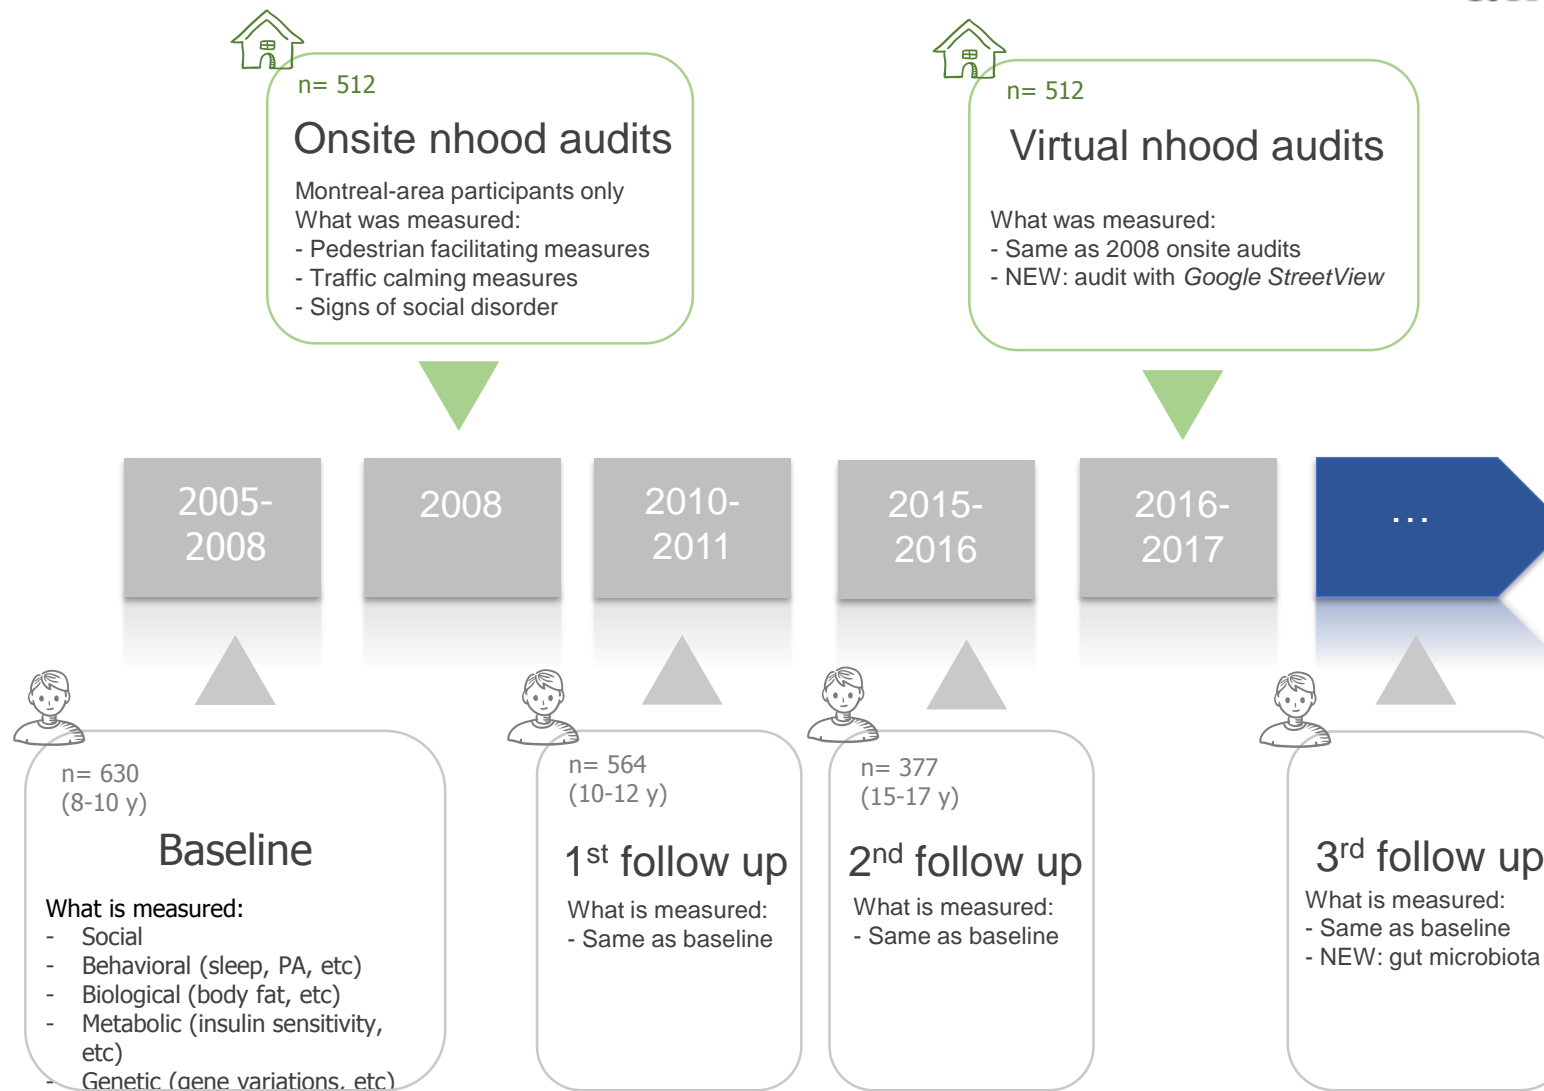 n= 512
Onsite nhood audits
Montreal-area participants only
What was measured:
- Pedestrian facilitating measures
- Traffic calming measures
- Signs of social disorder
n= 512
Virtual nhood audits
What was measured:
- Same as 2008 onsite audits
- NEW: audit with Google StreetView
2005-
2008
2008
2010-
2011
2015-
2016
2016-
2017
...
n= 630
(8-10 y)
Baseline
What is measured:
- Social
- Behavioral (sleep, PA, etc)
- Biological (body fat, etc)
- Metabolic (insulin sensitivity,
etc)
- Genetic (gene variations, etc)
n= 564
(10-12 y)
1st follow up
What is measured:
- Same as baseline
n= 377
(15-17 y)
2nd follow up
What is measured:
- Same as baseline
3rd follow up
What is measured:
- Same as baseline
- NEW: gut microbiota